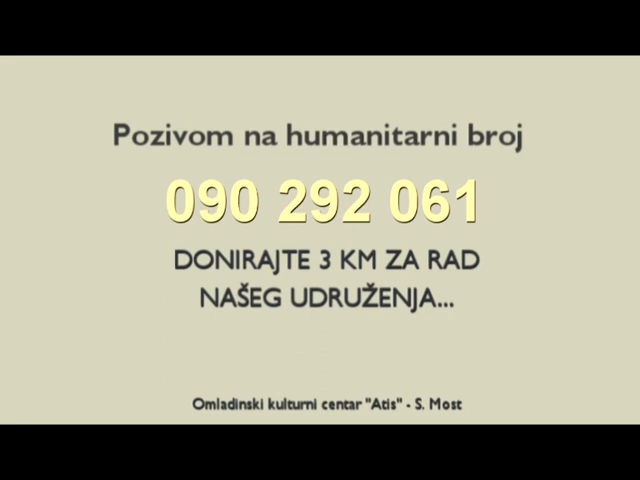 Pozivom na humanitarni broj
090 292 061
DONIRAJTE 3 KM ZA RAD
NAŠEG UDRUŽENJA...
Omladinski kulturni centar "Atis" - S. Most